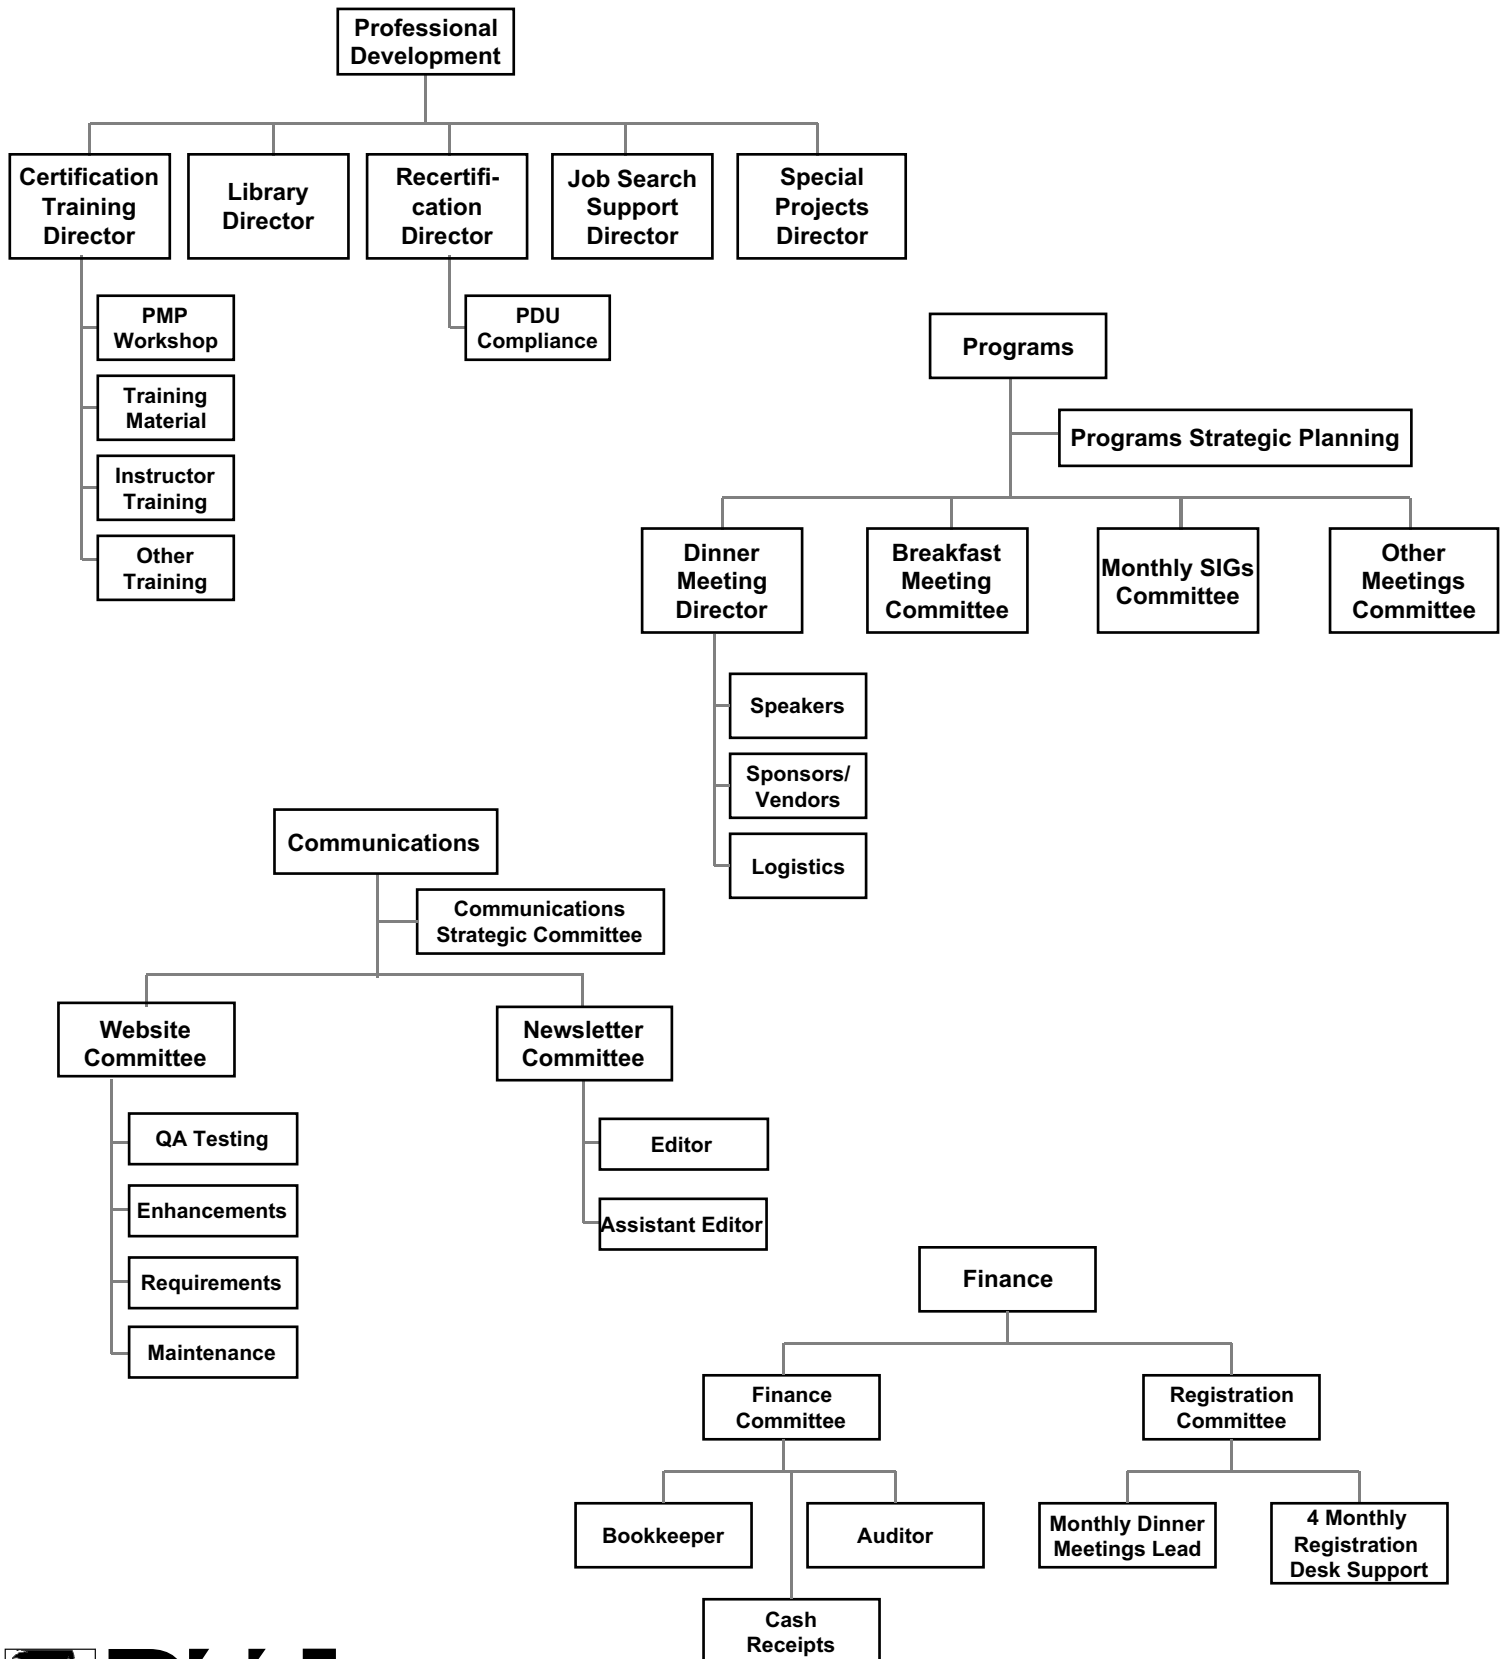 Professional
Development
Certification
Training
Director
Library
Director
Recertifi-
cation
Director
Job Search
Support
Director
Special
Projects
Director
PMP
Workshop
Training
Material
Instructor
Training
Other
Training
PDU
Compliance
Programs
Programs Strategic Planning
Dinner
Meeting
Director
Breakfast
Meeting
Committee
Monthly SIGs
Committee
Other
Meetings
Committee
Speakers
Sponsors/
Vendors
Logistics
Communications
Communications
Strategic Committee
Website
Committee
Newsletter
Committee
QA Testing
Enhancements
Requirements
Maintenance
Editor
Assistant Editor
Finance
Finance
Committee
Registration
Committee
Bookkeeper
Auditor
Cash
Receipts
Monthly Dinner
Meetings Lead
4 Monthly
Registration
Desk Support